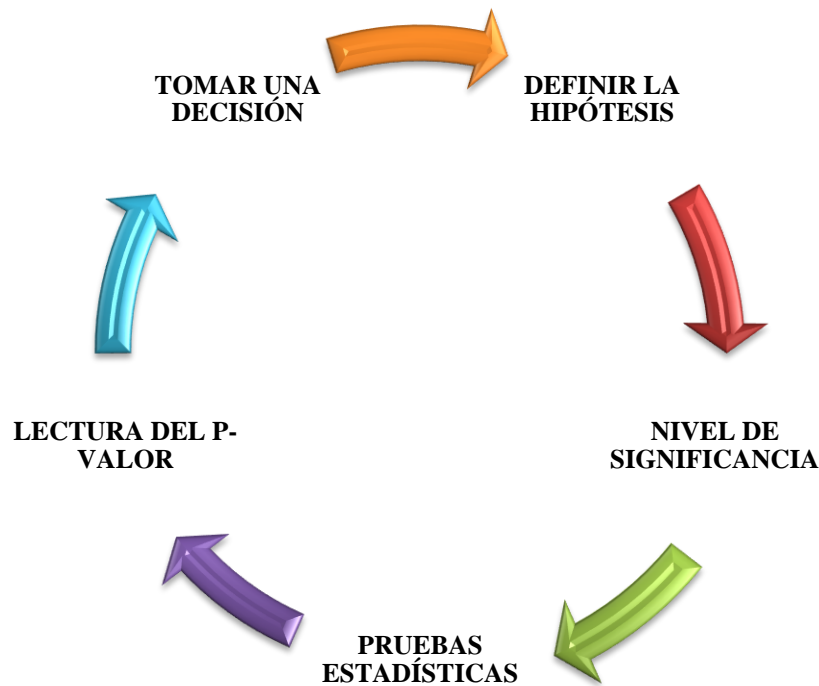 TOMAR UNA
DECISIÓN
DEFINIR LA
HIPÓTESIS
NIVEL DE
SIGNIFICANCIA
PRUEBAS
ESTADÍSTICAS
LECTURA DEL P-
VALOR